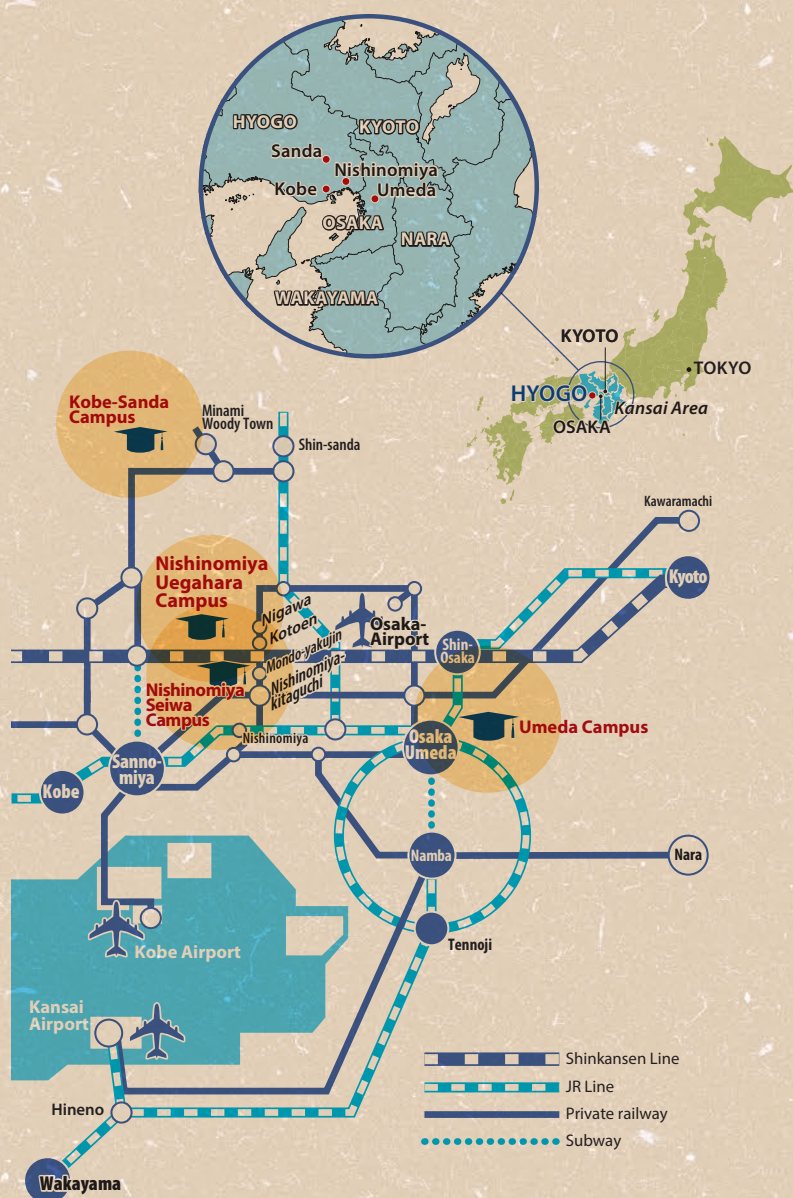 HYOGO
KYOTO
Sanda
Nishinomiya
Kobe
Umeda
OSAKA
NARA
WAKAYAMA
KYOTO
TOKYO
HYOGO
Kansai Area
OSAKA
Kobe-Sanda
Campus
Minami
Woody Town
Shin-sanda
Kawaramachi
Nishinomiya
Uegahara
Campus
Kyoto
Nigawa
Kotoen
Osaka-
Airport
Mondo-yakujin
Shin-
Osaka
Nishinomiya-
kitaguchi
Nishinomiya
Seiwa
Campus
Umeda Campus
Nishinomiya
Osaka
Umeda
Sanno-
miya
Kobe
Namba
Nara
Tennoji
Kobe Airport
Kansai
Airport
Shinkansen Line
JR Line
Hineno
Private railway
Subway
Wakayama